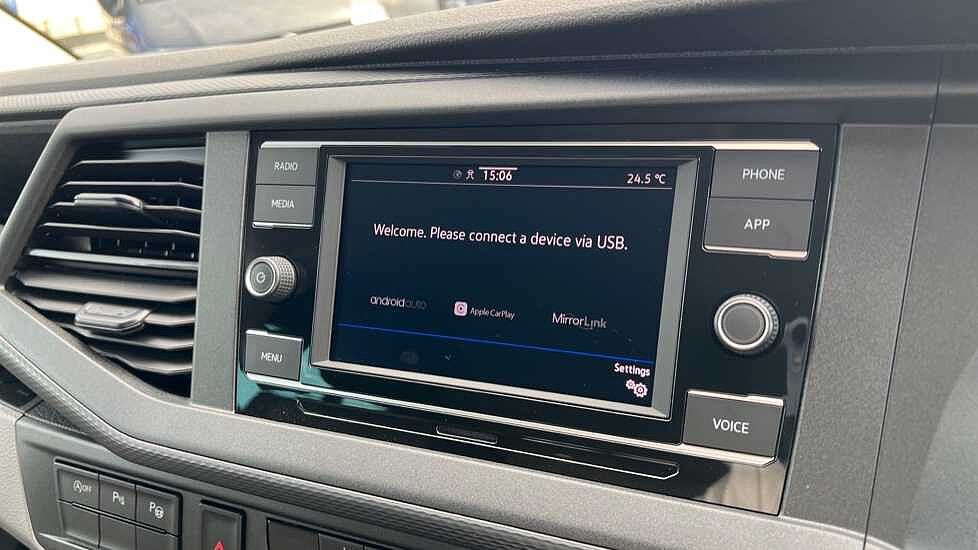 RADIO
MEDIA
15:06
24.5 °C
Welcome. Please connect a device via USB.
androidauto
Apple CarPlay
MirrorLink
Settings
MENU
PHONE
APP
VOICE
A OFF
P
P